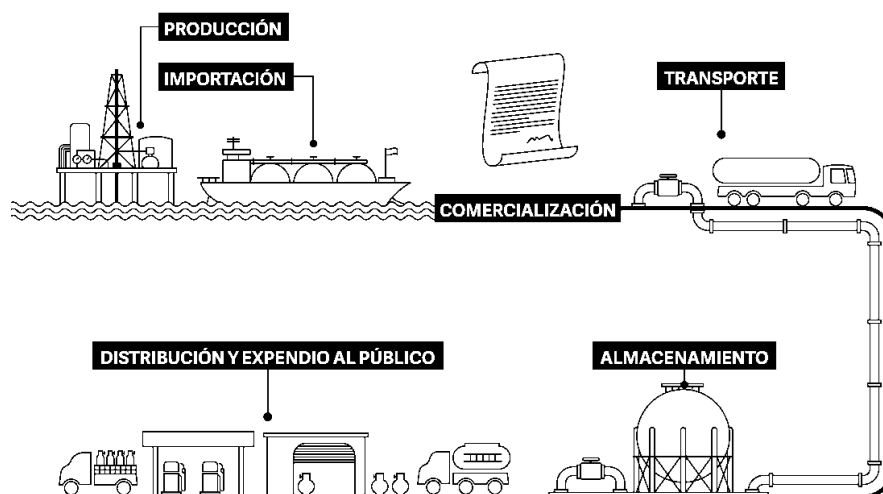 PRODUCCIÓN
IMPORTACIÓN
TRANSPORTE
COMERCIALIZACIÓN
DISTRIBUCIÓN Y EXPENDIO AL PÚBLICO
ALMACENAMIENTO